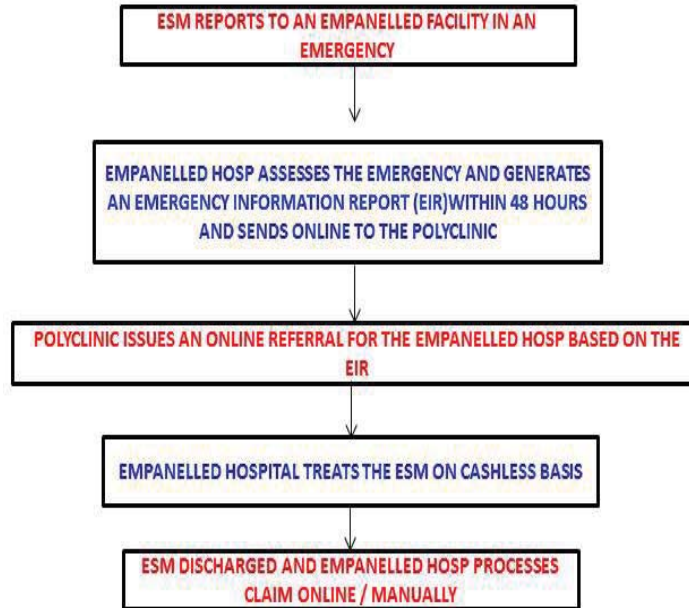 ESM REPORTS TO AN EMPANELLED FACILITY IN AN
EMERGENCY
EMPANELLED HOSP ASSESSES THE EMERGENCY AND GENERATES
AN EMERGENCY INFORMATION REPORT (EIR)WITHIN 48 HOURS
AND SENDS ONLINE TO THE POLYCLINIC
POLYCLINIC ISSUES AN ONLINE REFERRAL FOR THE EMPANELLED HOSP BASED ON THE
EIR
EMPANELLED HOSPITAL TREATS THE ESM ON CASHLESS BASIS
ESM DISCHARGED AND EMPANELLED HOSP PROCESSES
CLAIM ONLINE / MANUALLY